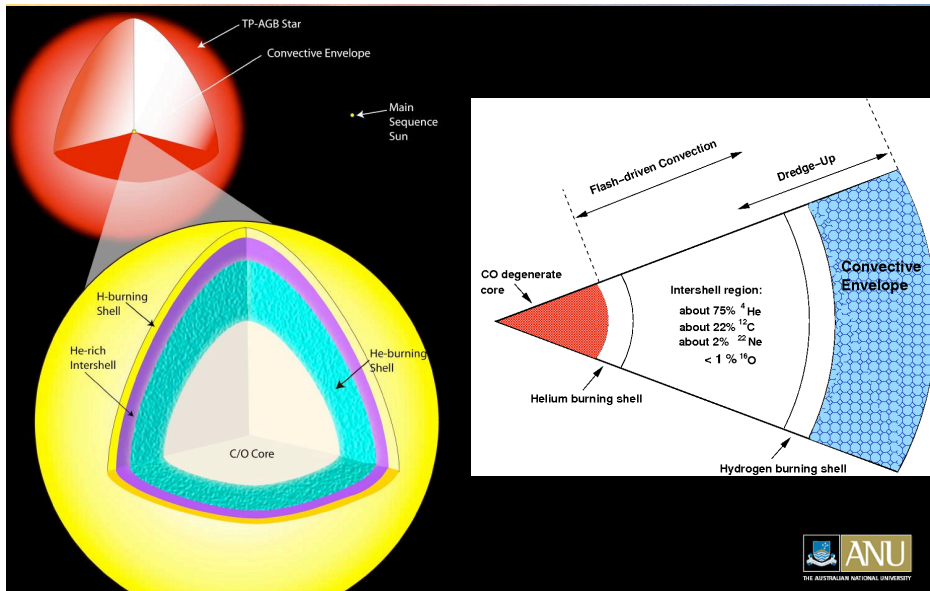 TP-AGB Star
Convective Envelope
Main
Sequence
Sun
H-burning
Shell
He-rich
Intershell
He-burning
Shell
C/O Core
Flash–driven Convection
Dredge–Up
CO degenerate
core
Convective
Envelope
Intershell region:
about 75% ⁴He
about 22% ¹²C
about 2% ²²Ne
< 1 % ¹⁶O
Helium burning shell
Hydrogen burning shell
ANU
THE AUSTRALIAN NATIONAL UNIVERSITY